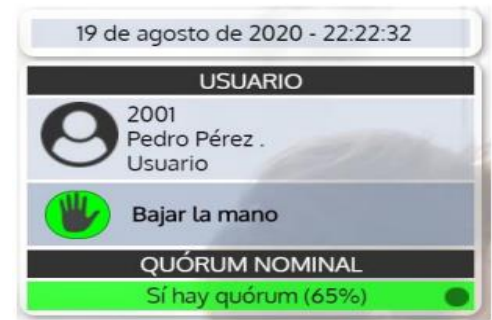 19 de agosto de 2020 - 22:22:32
USUARIO
2001
Pedro Pérez .
Usuario
Bajar la mano
QUÓRUM NOMINAL
Sí hay quórum (65%)